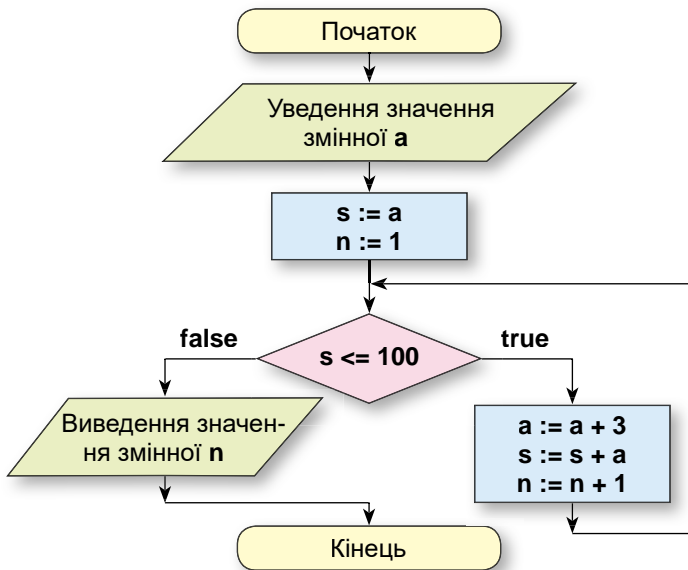 Початок
Уведення значення
змінної a
s := a
n := 1
false
s <= 100
true
Виведення значен-
ня змінної n
a := a + 3
s := s + a
n := n + 1
Кінець